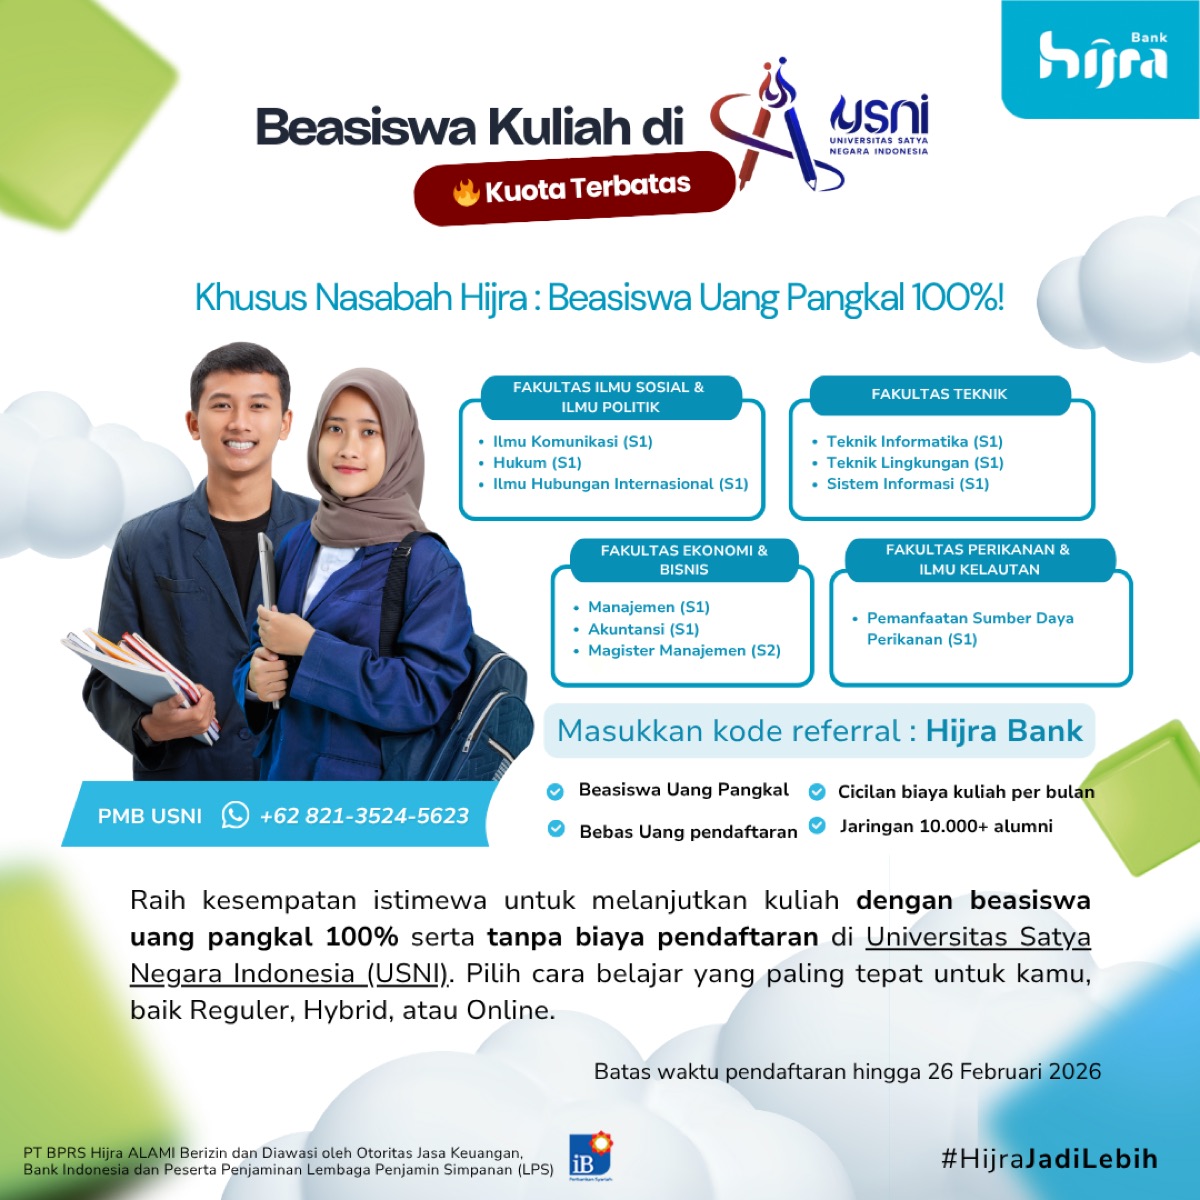 Bank
hijra
Beasiswa Kuliah di
usni
UNIVERSITAS SATYA
NEGARA INDONESIA
Kuota Terbatas
Khusus Nasabah Hijra : Beasiswa Uang Pangkal 100%!
FAKULTAS ILMU SOSIAL &
ILMU POLITIK
• Ilmu Komunikasi (S1)
• Hukum (S1)
• Ilmu Hubungan Internasional (S1)
FAKULTAS TEKNIK
• Teknik Informatika (S1)
• Teknik Lingkungan (S1)
• Sistem Informasi (S1)
FAKULTAS EKONOMI &
BISNIS
• Manajemen (S1)
• Akuntansi (S1)
• Magister Manajemen (S2)
FAKULTAS PERIKANAN &
ILMU KELAUTAN
• Pemanfaatan Sumber Daya
Perikanan (S1)
Masukkan kode referral : Hijra Bank
Beasiswa Uang Pangkal
Cicilan biaya kuliah per bulan
Bebas Uang pendaftaran
Jaringan 10.000+ alumni
PMB USNI +62 821-3524-5623
Raih kesempatan istimewa untuk melanjutkan kuliah dengan beasiswa
uang pangkal 100% serta tanpa biaya pendaftaran di Universitas Satya
Negara Indonesia (USNI). Pilih cara belajar yang paling tepat untuk kamu,
baik Reguler, Hybrid, atau Online.
Batas waktu pendaftaran hingga 26 Februari 2026
PT BPRS Hijra ALAMI Berizin dan Diawasi oleh Otoritas Jasa Keuangan,
Bank Indonesia dan Peserta Penjaminan Lembaga Penjamin Simpanan (LPS)
iB
Perbankan Syariah
#HijraJadiLebih